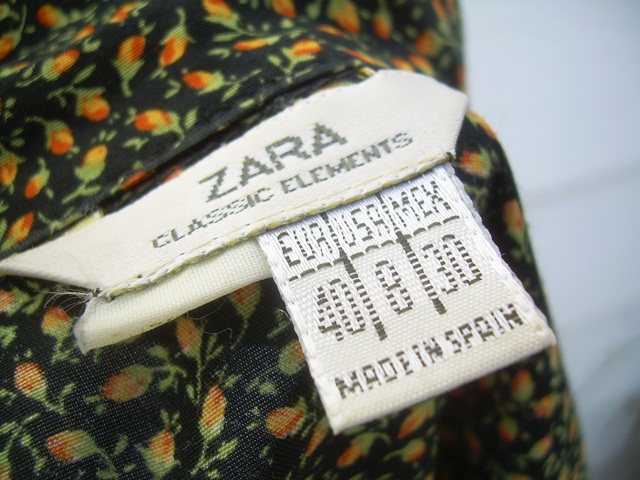 ZARA
CLASSIC ELEMENTS
EUR USA MEX
40 8 30
MADE IN SPAIN